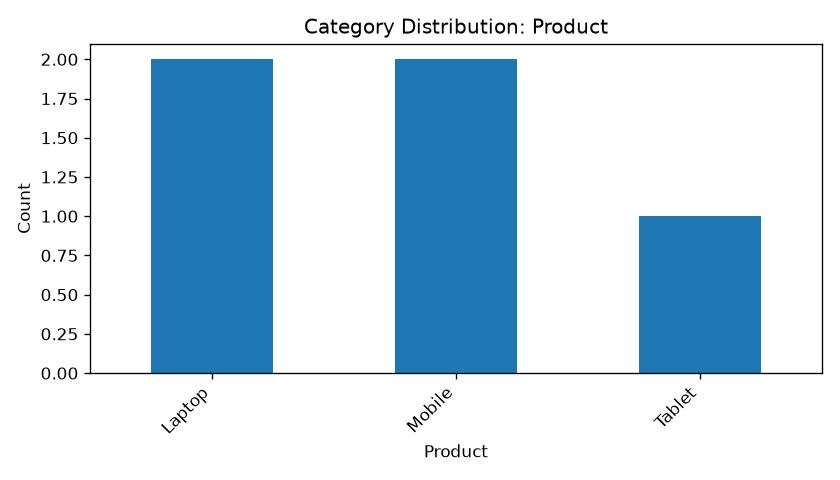 Category Distribution: Product
2.00
1.75
1.50
1.25
1.00
0.75
0.50
0.25
0.00
Count
Laptop
Mobile
Tablet
Product